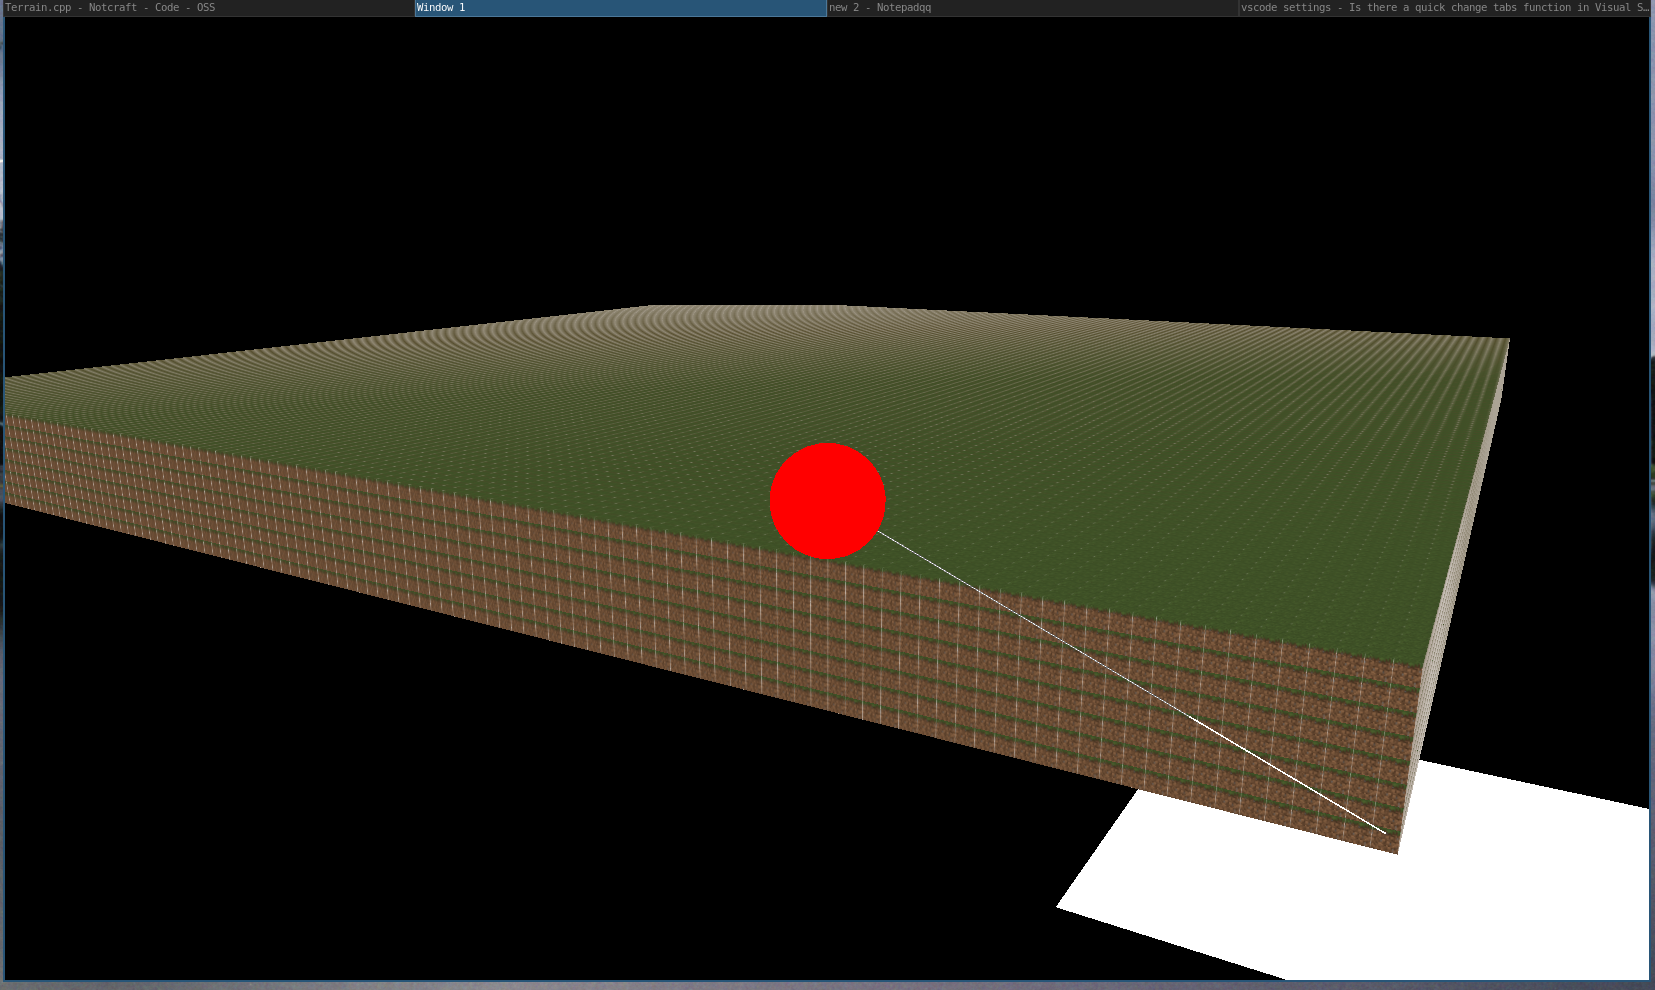 Terrain.cpp - Notcraft - Code - OSS
Window 1
new 2 - Notepadqq
vscode settings - Is there a quick change tabs function in Visual S…